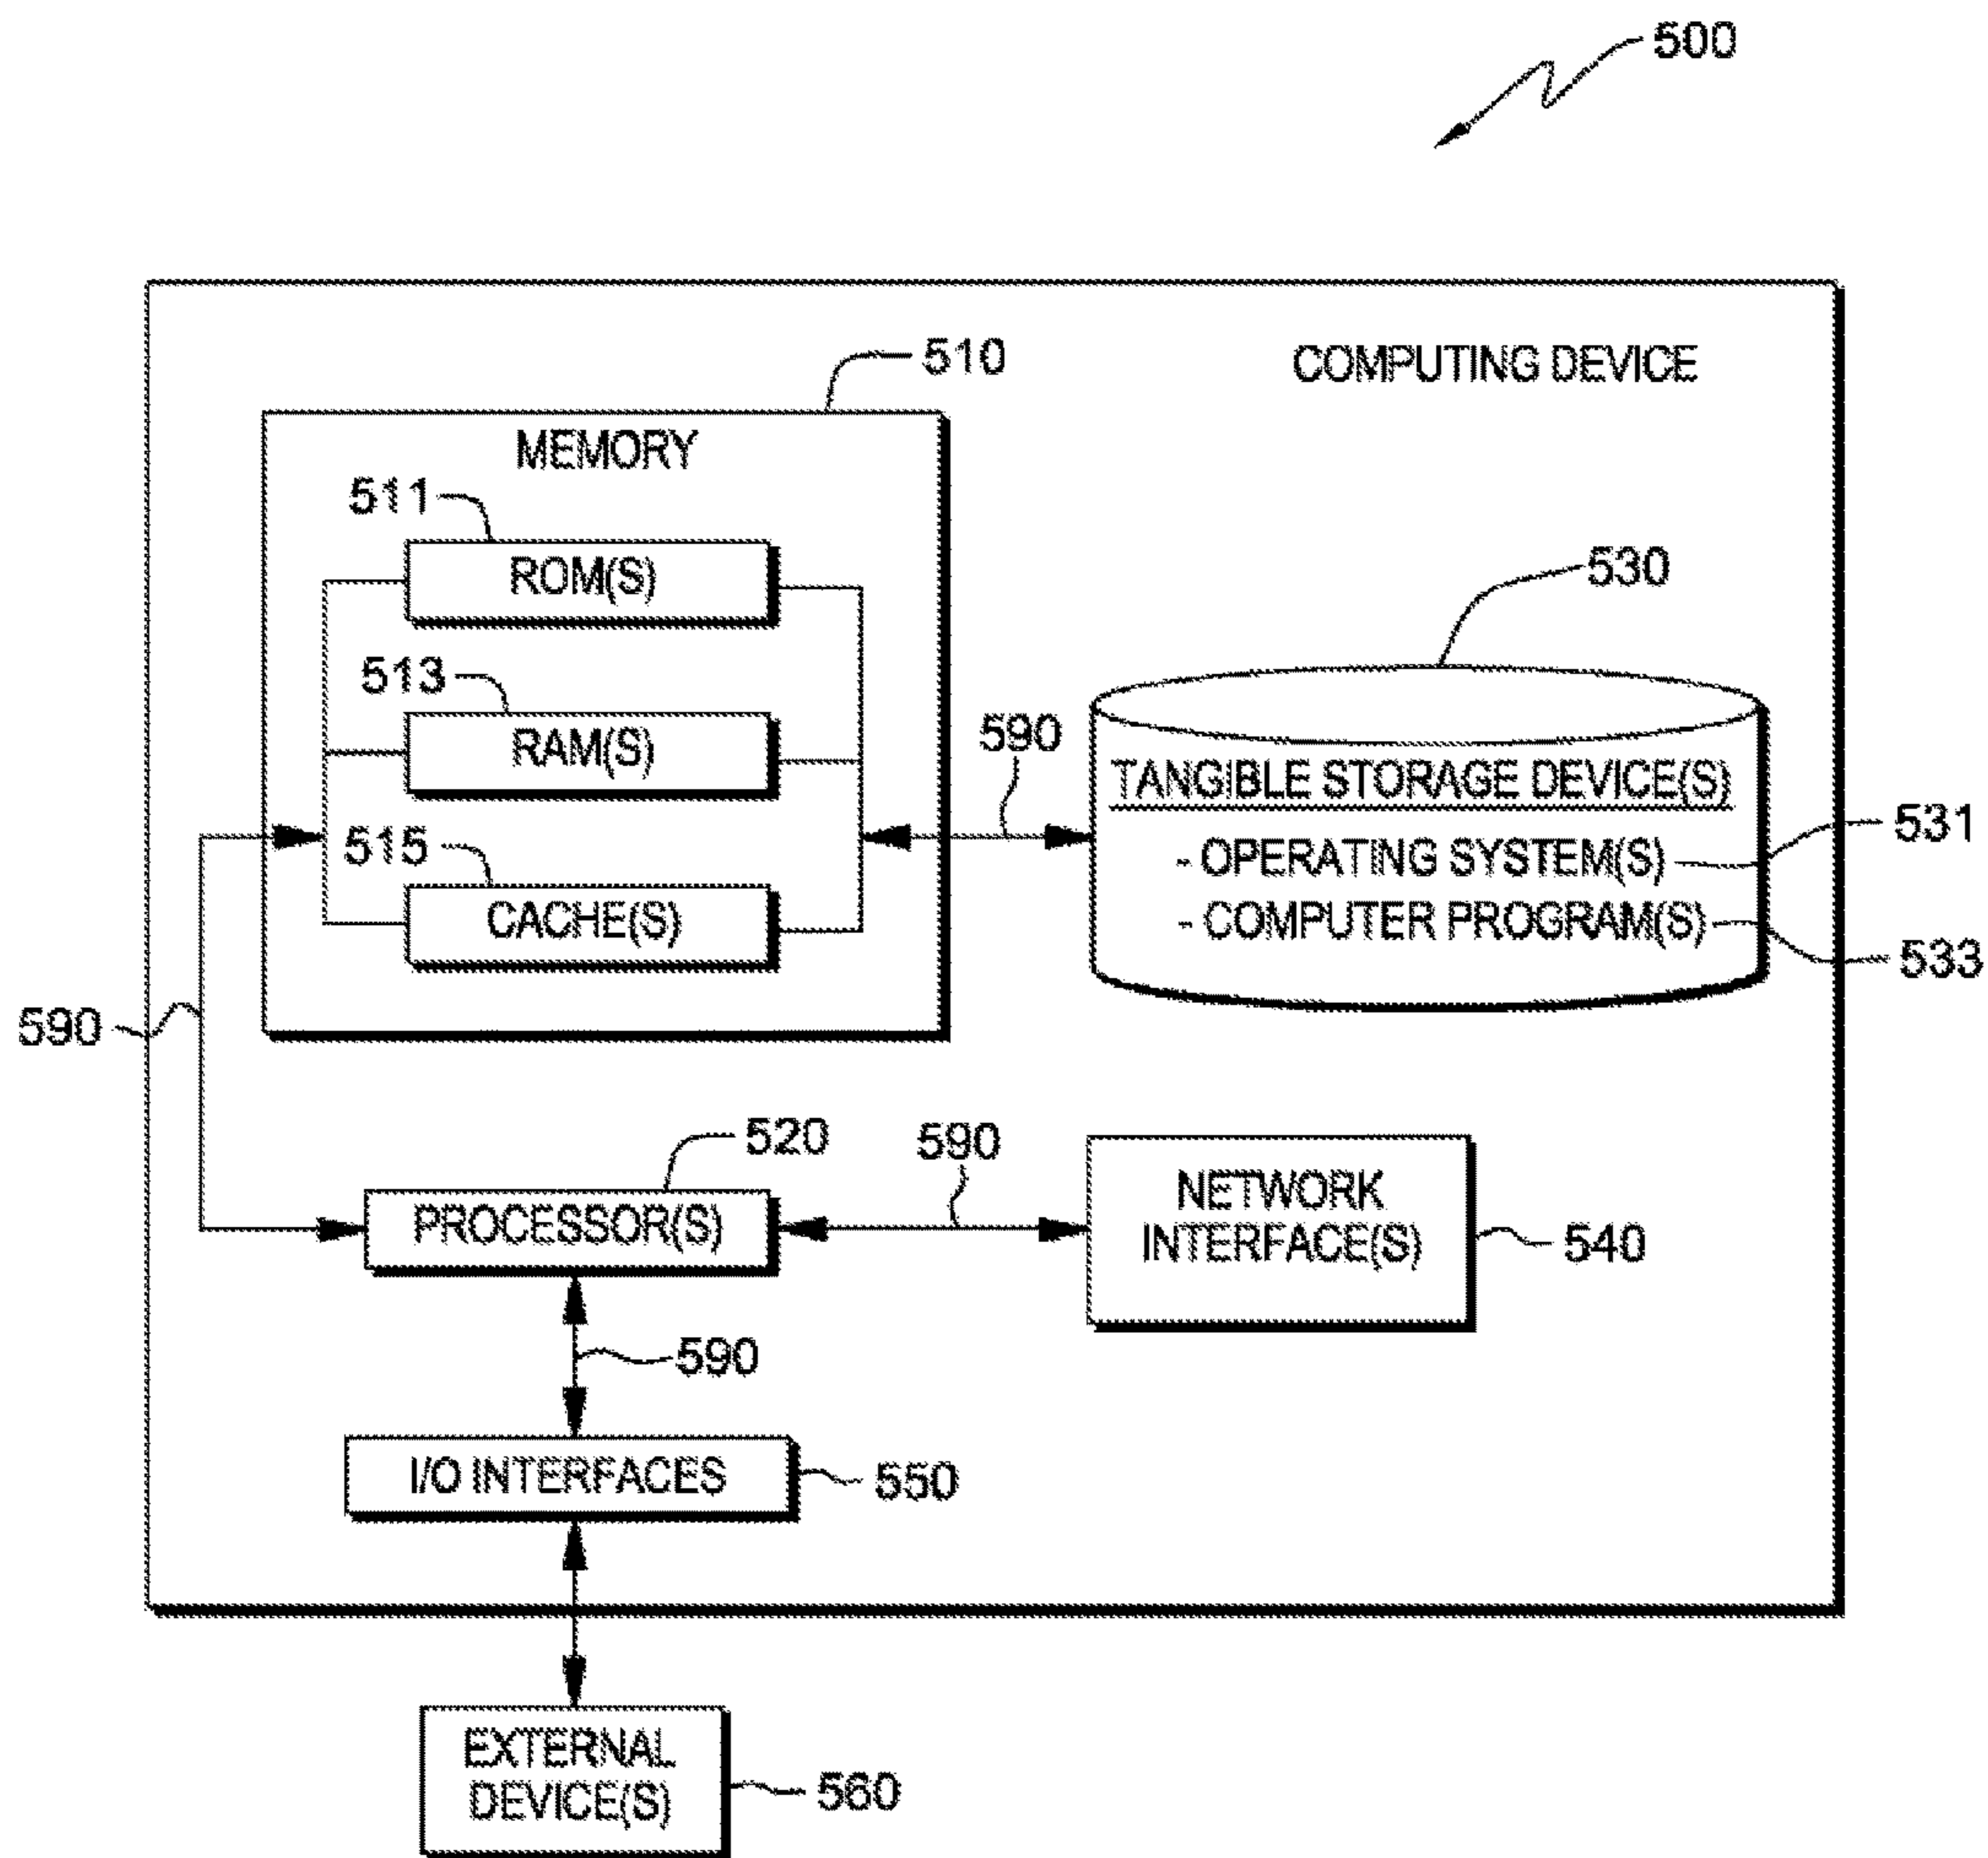 500
COMPUTING DEVICE
510
MEMORY
511
ROM(S)
513
RAM(S)
515
CACHE(S)
590
530
TANGIBLE STORAGE DEVICE(S)
- OPERATING SYSTEM(S)
531
- COMPUTER PROGRAM(S)
533
590
520
PROCESSOR(S)
590
NETWORK
INTERFACE(S)
540
590
I/O INTERFACES
550
EXTERNAL
DEVICE(S)
560